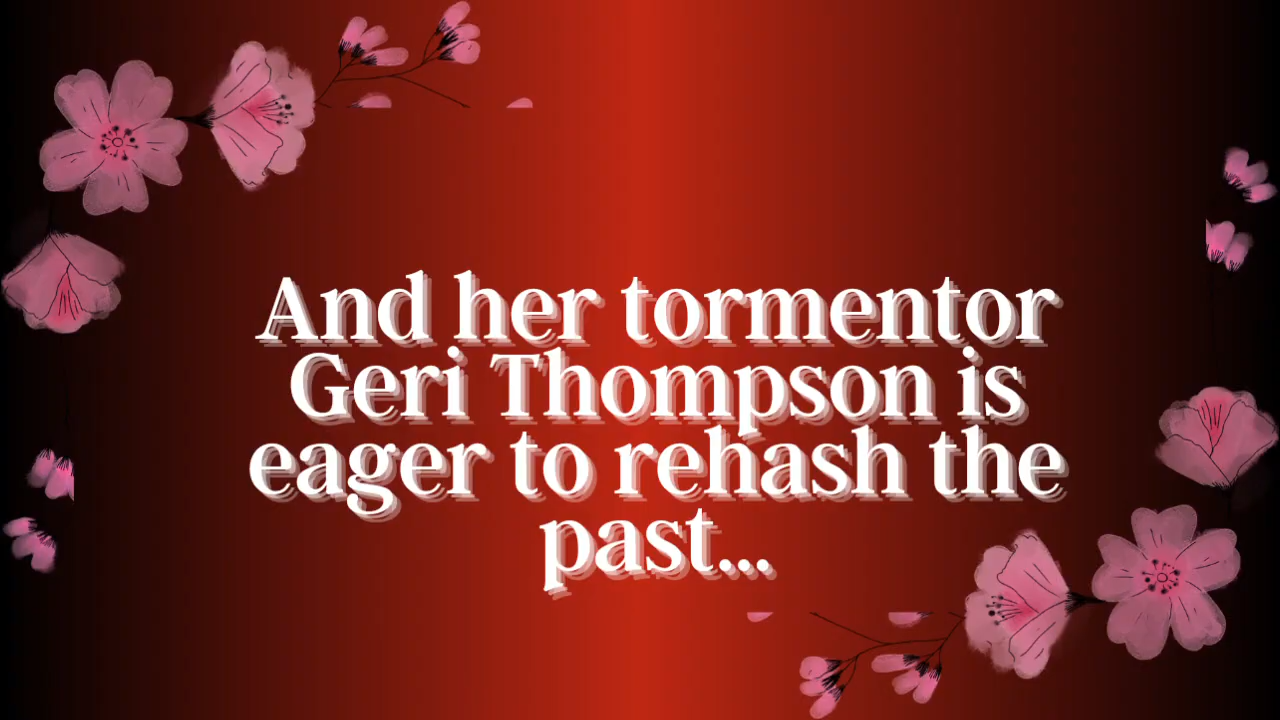 And her tormentor
Geri Thompson is
eager to rehash the
past...